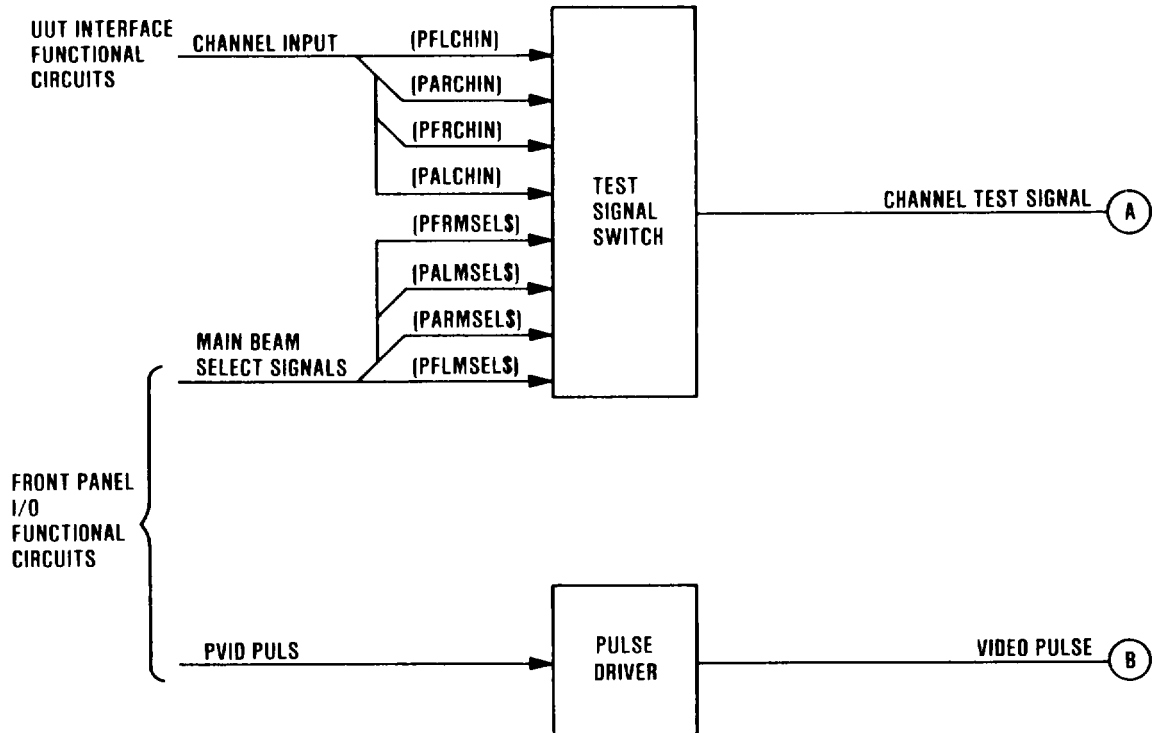 UUT INTERFACE
FUNCTIONAL
CIRCUITS
CHANNEL INPUT
(PFLCHIN)
(PARCHIN)
(PFRCHIN)
(PALCHIN)
(PFRMSEL$)
(PALMSEL$)
(PARMSEL$)
(PFLMSEL$)
TEST
SIGNAL
SWITCH
CHANNEL TEST SIGNAL
A
MAIN BEAM
SELECT SIGNALS
FRONT PANEL
I/O
FUNCTIONAL
CIRCUITS
PVID PULS
PULSE
DRIVER
VIDEO PULSE
B